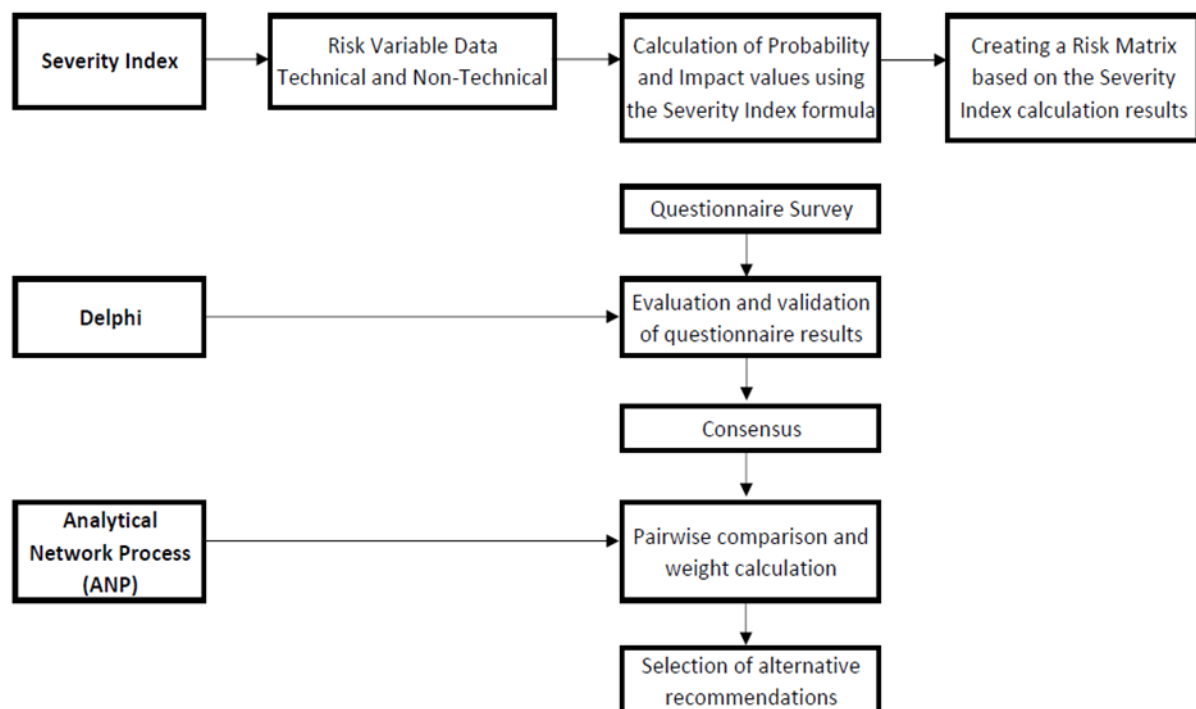 Severity Index
Risk Variable Data
Technical and Non-Technical
Calculation of Probability
and Impact values using
the Severity Index formula
Creating a Risk Matrix
based on the Severity
Index calculation results
Questionnaire Survey
Delphi
Evaluation and validation
of questionnaire results
Consensus
Analytical
Network Process
(ANP)
Pairwise comparison and
weight calculation
Selection of alternative
recommendations